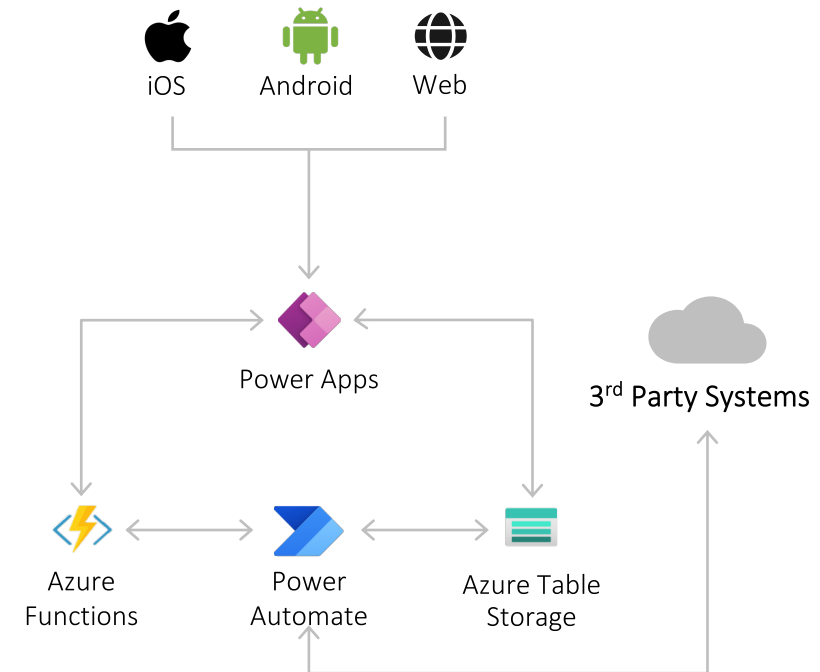 iOS
Android
Web
Power Apps
3rd Party Systems
Azure
Functions
Power
Automate
Azure Table
Storage